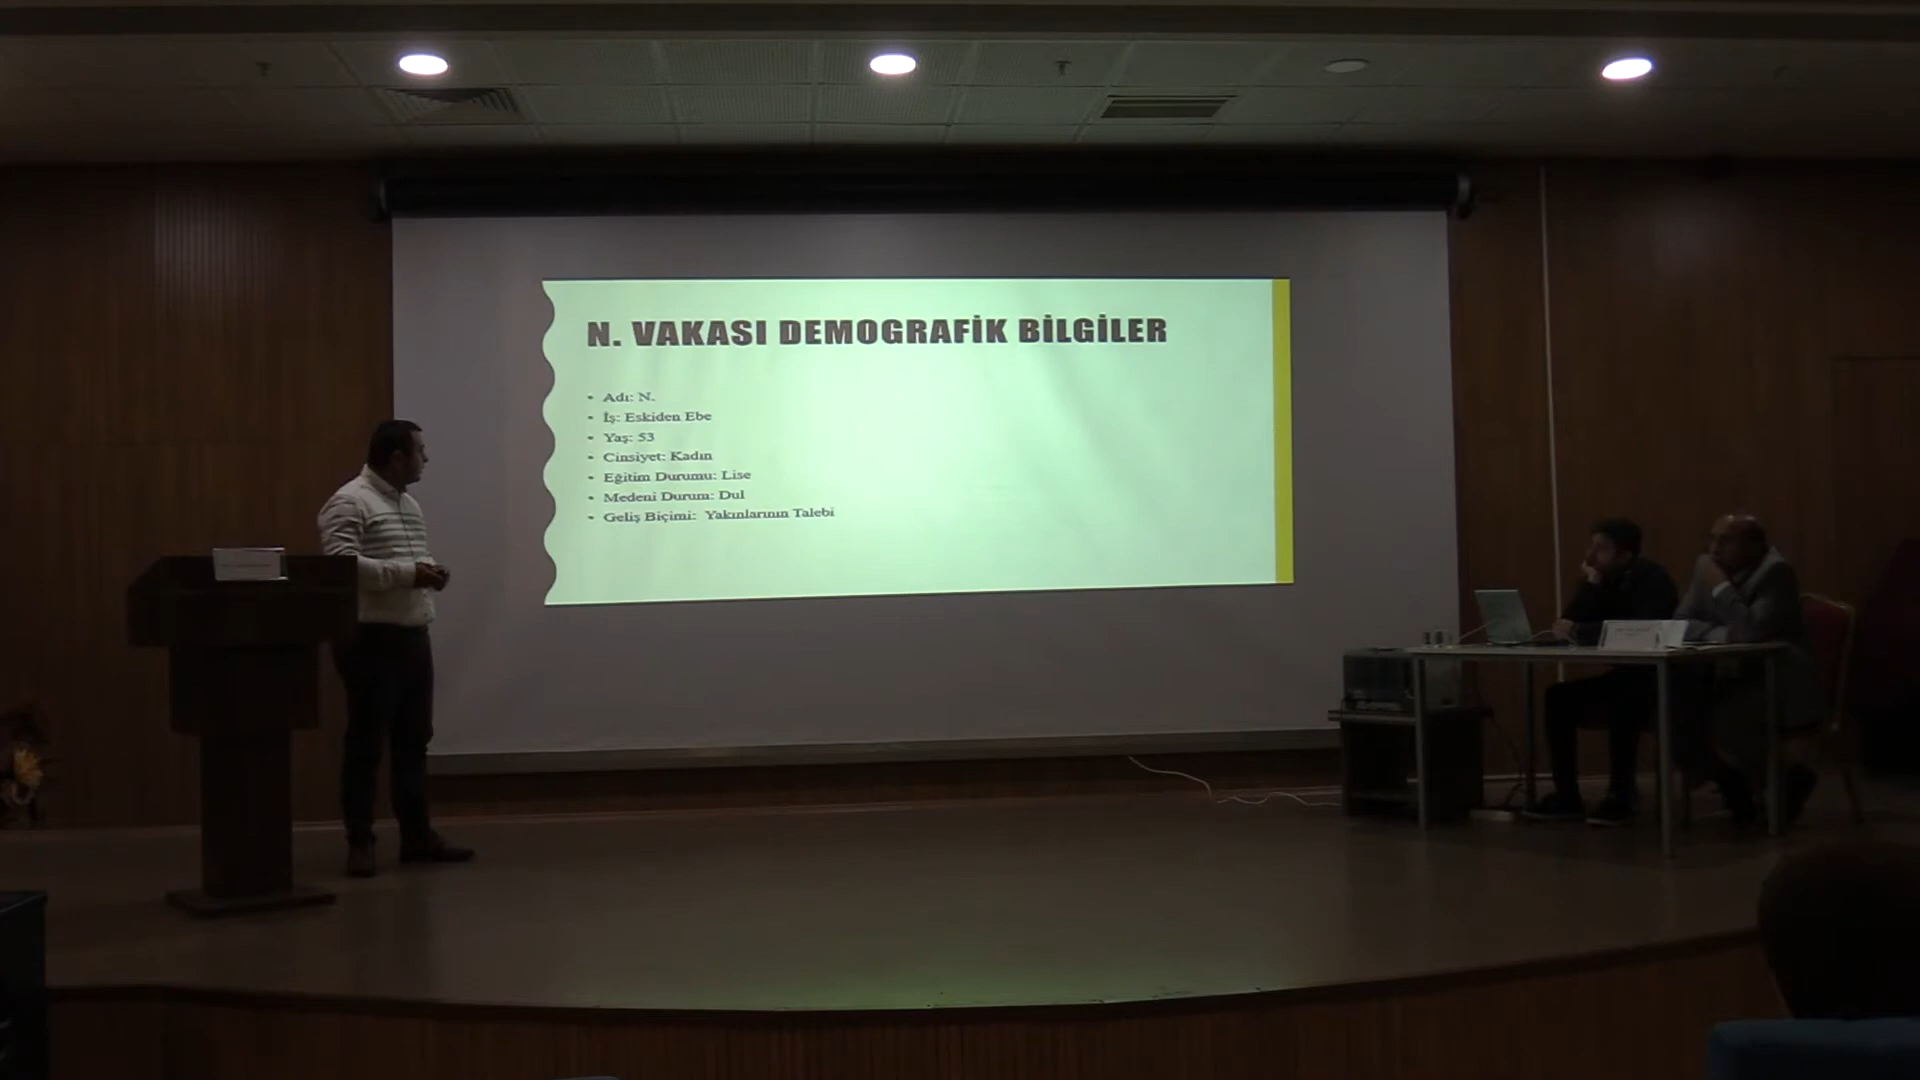 N. VAKASI DEMOGRAFİK BİLGİLER
• Adı: N.
• İş: Eskiden Ebe
• Yaş: 53
• Cinsiyet: Kadın
• Eğitim Durumu: Lise
• Medeni Durum: Dul
• Geliş Biçimi: Yakınlarının Talebi